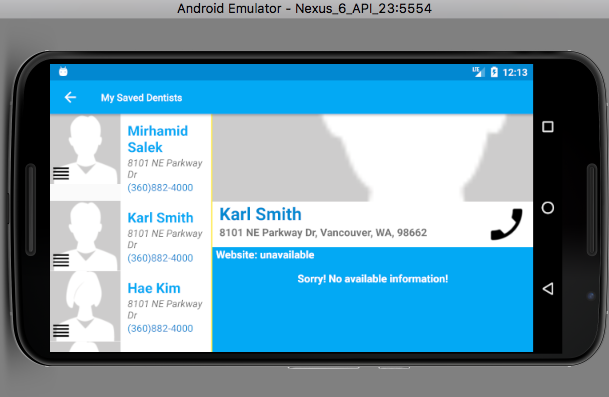 Android Emulator - Nexus_6_API_23:5554
LTE 12:13
My Saved Dentists
Mirhamid
Salek
8101 NE Parkway
Dr
(360)882-4000
Karl Smith
8101 NE Parkway
Dr
(360)882-4000
Hae Kim
8101 NE Parkway
Dr
(360)882-4000
Karl Smith
8101 NE Parkway Dr, Vancouver, WA, 98662
Website: unavailable
Sorry! No available information!